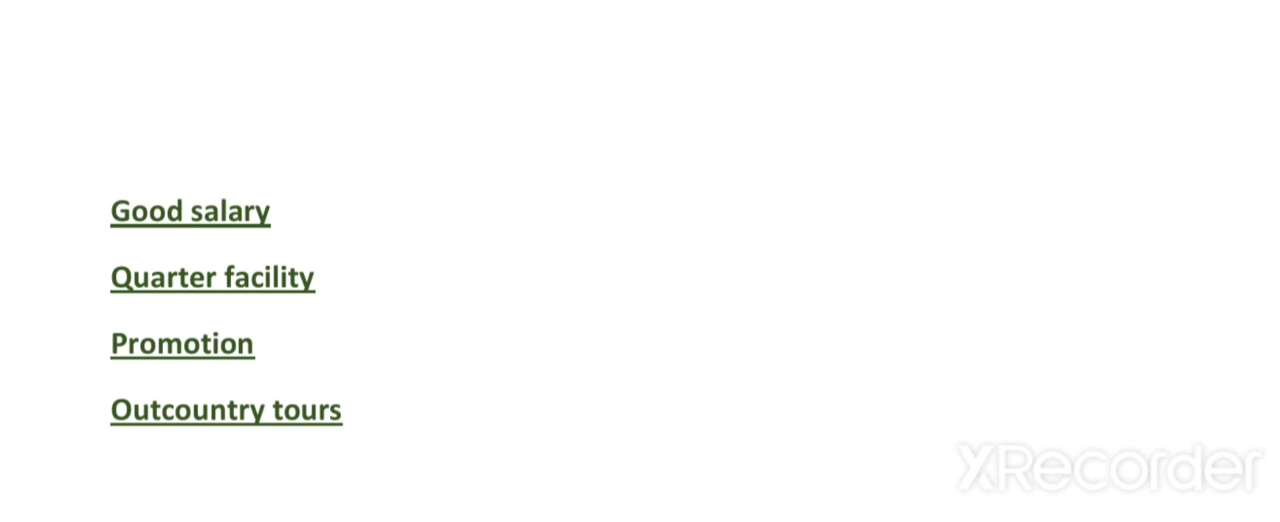 Good salary
Quarter facility
Promotion
Outcountry tours
XRecorder